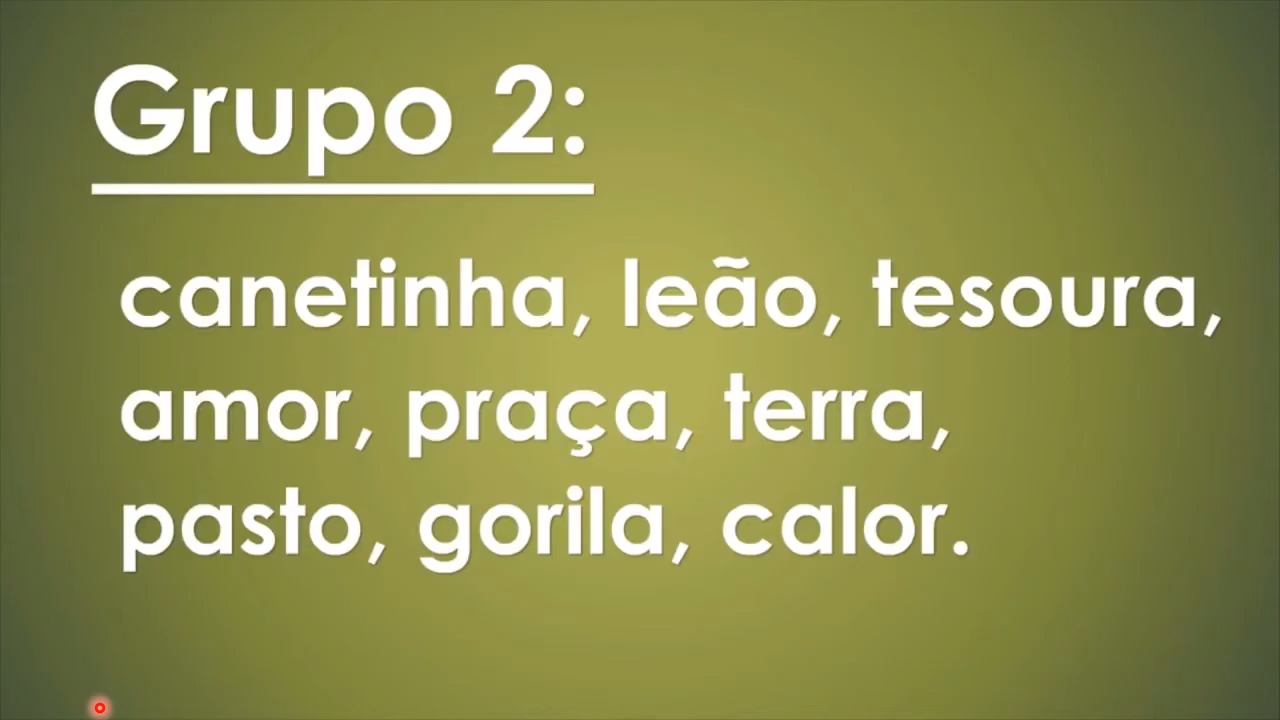 Grupo 2:
canetinha, leão, tesoura,
amor, praça, terra,
pasto, gorila, calor.